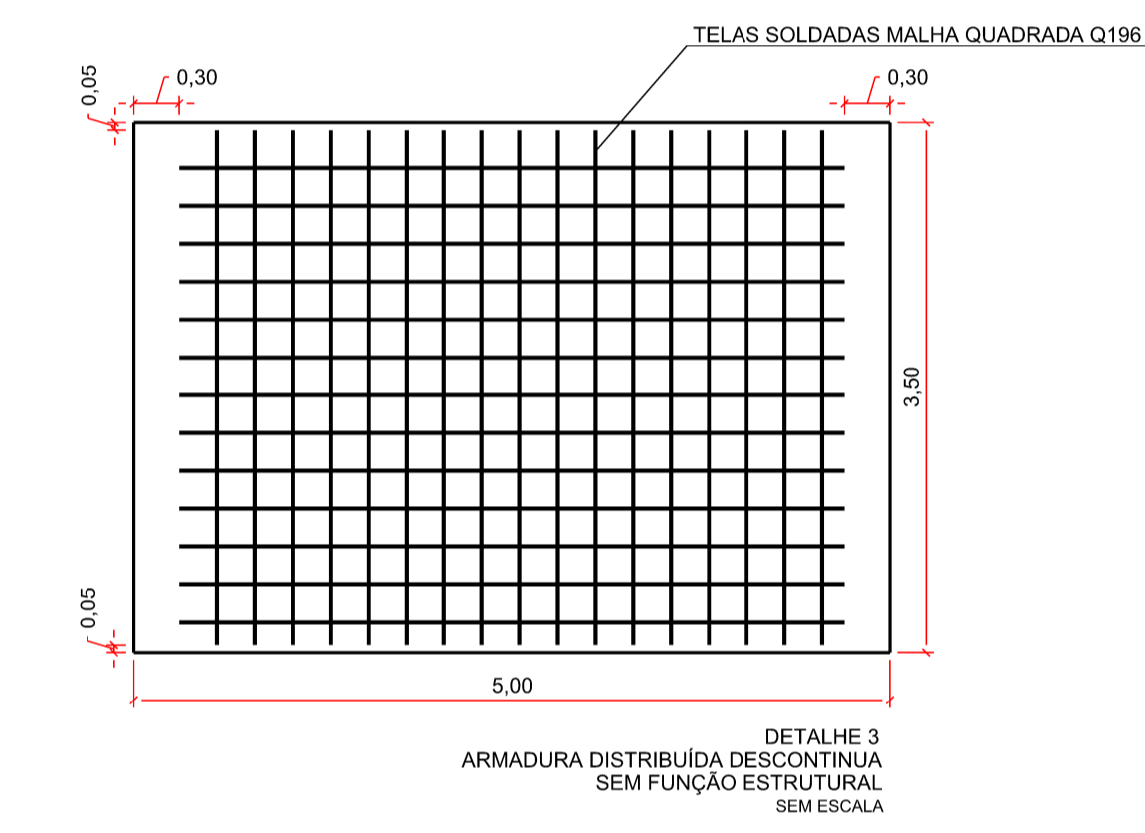 TELAS SOLDADAS MALHA QUADRADA Q196
0,05
0,30
0,30
3,50
0,05
5,00
DETALHE 3
ARMADURA DISTRIBUÍDA DESCONTINUA
SEM FUNÇÃO ESTRUTURAL
SEM ESCALA